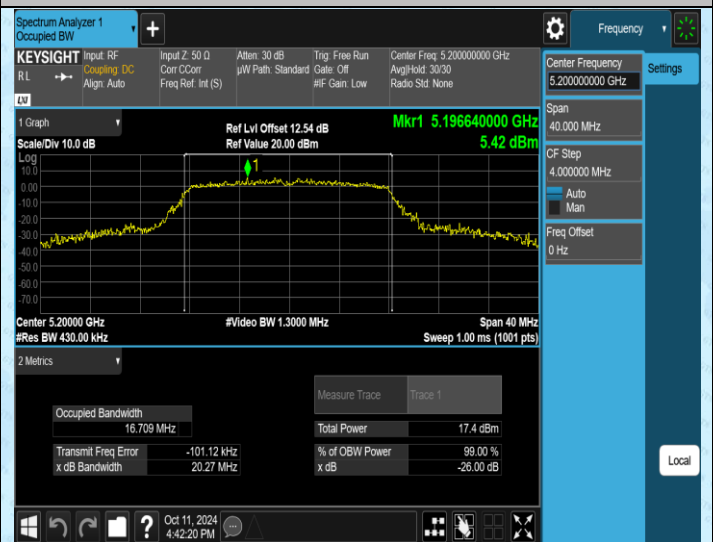 Spectrum Analyzer 1
Occupied BW
Frequency
KEYSIGHT
RL
LXI
Input: RF
Coupling: DC
Align: Auto
Input Z: 50 Ω
Corr CCorr
Freq Ref: Int (S)
Atten: 30 dB
µW Path: Standard
Trig: Free Run
Gate: Off
#IF Gain: Low
Center Freq: 5.200000000 GHz
Avg|Hold: 30/30
Radio Std: None
Center Frequency
5.200000000 GHz
Settings
Span
40.000 MHz
CF Step
4.000000 MHz
Auto
Man
Freq Offset
0 Hz
Local
1 Graph
Scale/Div 10.0 dB
Ref Lvl Offset 12.54 dB
Ref Value 20.00 dBm
Mkr1 5.196640000 GHz
5.42 dBm
Log
1
10.0
0.00
-10.0
-20.0
-30.0
-40.0
-50.0
-60.0
-70.0
Center 5.20000 GHz
#Res BW 430.00 kHz
#Video BW 1.3000 MHz
Span 40 MHz
Sweep 1.00 ms (1001 pts)
2 Metrics
Measure Trace Trace 1
Occupied Bandwidth
16.709 MHz
Total Power 17.4 dBm
Transmit Freq Error -101.12 kHz
% of OBW Power 99.00 %
x dB Bandwidth 20.27 MHz
x dB -26.00 dB
Oct 11, 2024
4:42:20 PM